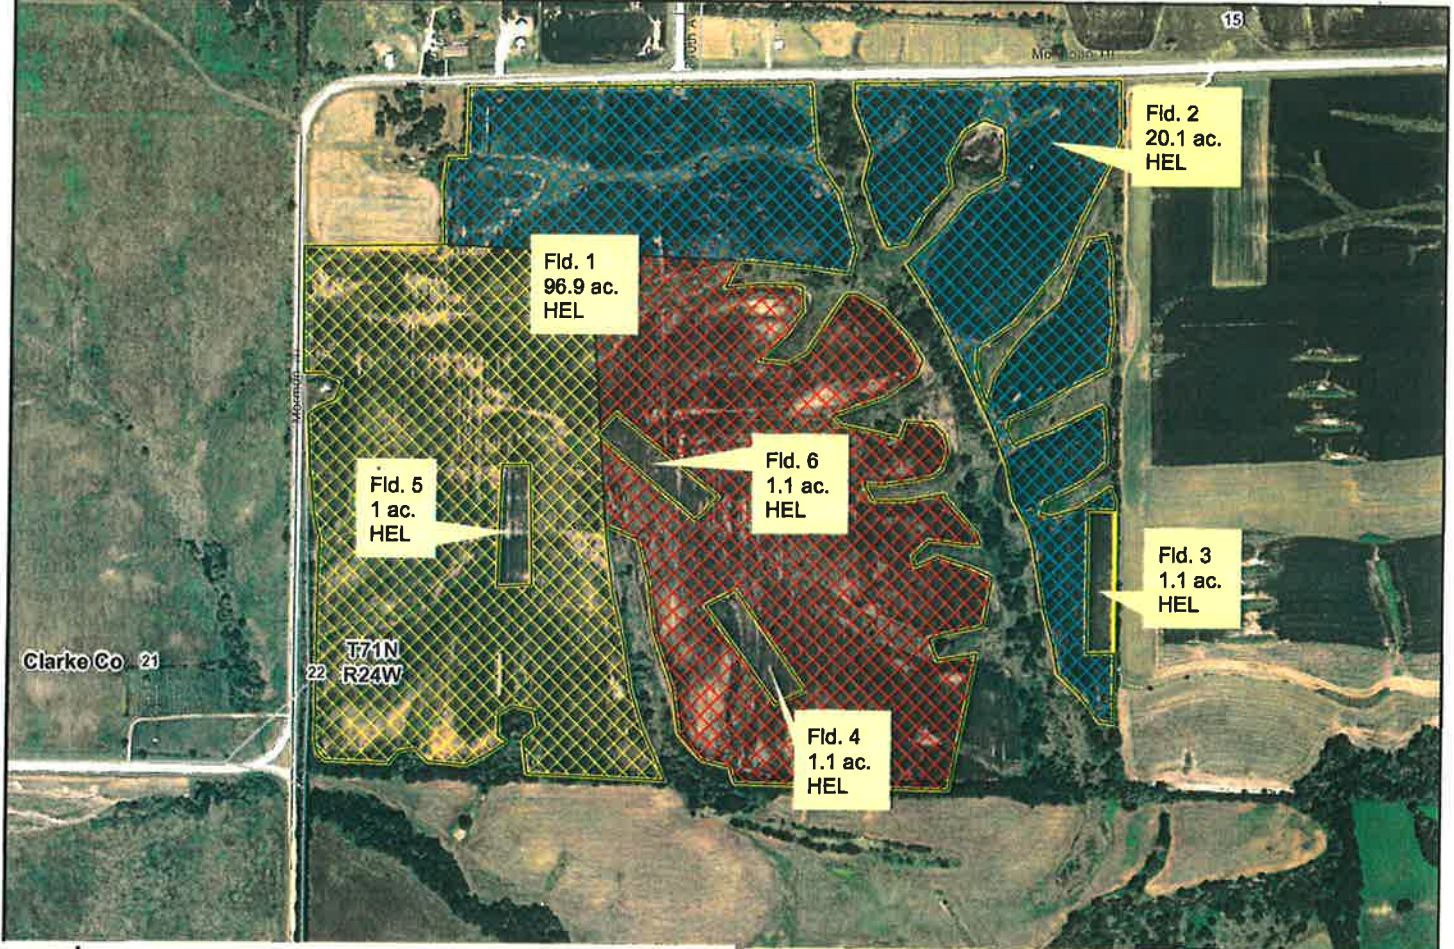 15
Fld. 2
20.1 ac.
HEL
Fld. 1
96.9 ac.
HEL
Fld. 6
1.1 ac.
HEL
Fld. 5
1 ac.
HEL
Fld. 3
1.1 ac.
HEL
Clarke Co 21
22
T71N
R24W
Fld. 4
1.1 ac.
HEL